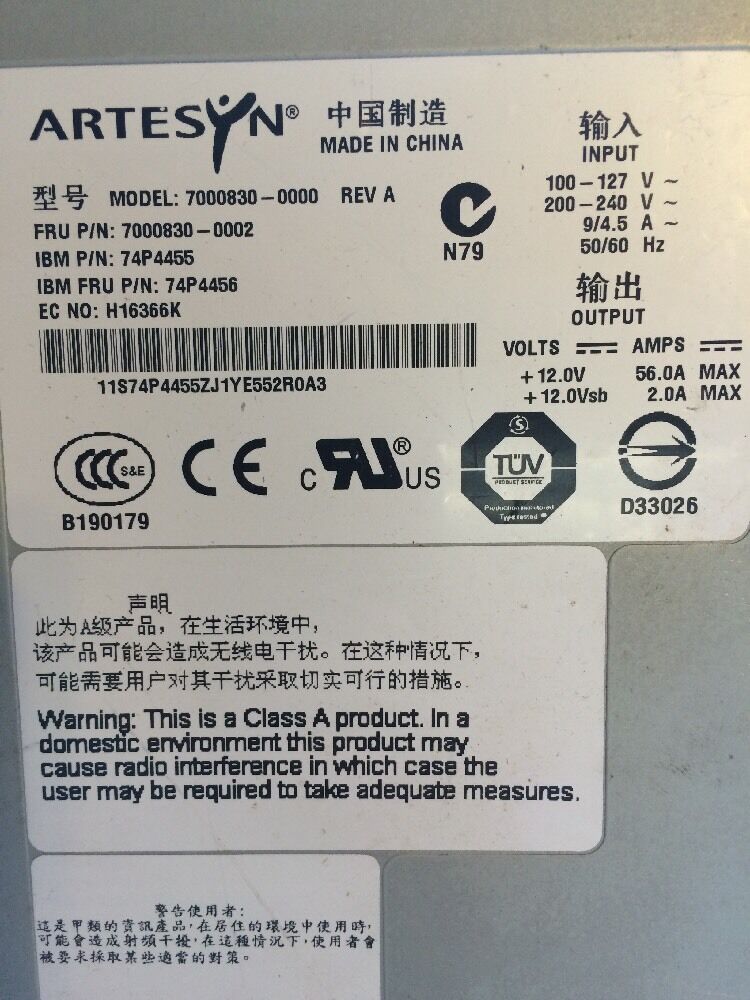 ARTESYN®
中国制造
MADE IN CHINA
型号 MODEL: 7000830-0000 REV A
FRU P/N: 7000830-0002
IBM P/N: 74P4455
IBM FRU P/N: 74P4456
EC NO: H16366K
11S74P4455ZJ1YE552R0A3
N79
输入
INPUT
100-127 V ~
200-240 V ~
9/4.5 A ~
50/60 Hz
输出
OUTPUT
VOLTS AMPS
+12.0V 56.0A MAX
+12.0Vsb 2.0A MAX
CCC S&E
B190179
CE
c RU® US
S
TÜV
PRODUCT SERVICE
Production monitored
Type tested
D33026
声明
此为A级产品，在生活环境中，
该产品可能会造成无线电干扰。在这种情况下，
可能需要用户对其干扰采取切实可行的措施。
Warning: This is a Class A product. In a
domestic environment this product may
cause radio interference in which case the
user may be required to take adequate measures.
警告使用者：
這是甲類的資訊產品，在居住的環境中使用時，
可能會造成射頻干擾，在這種情況下，使用者會
被要求採取某些適當的對策。